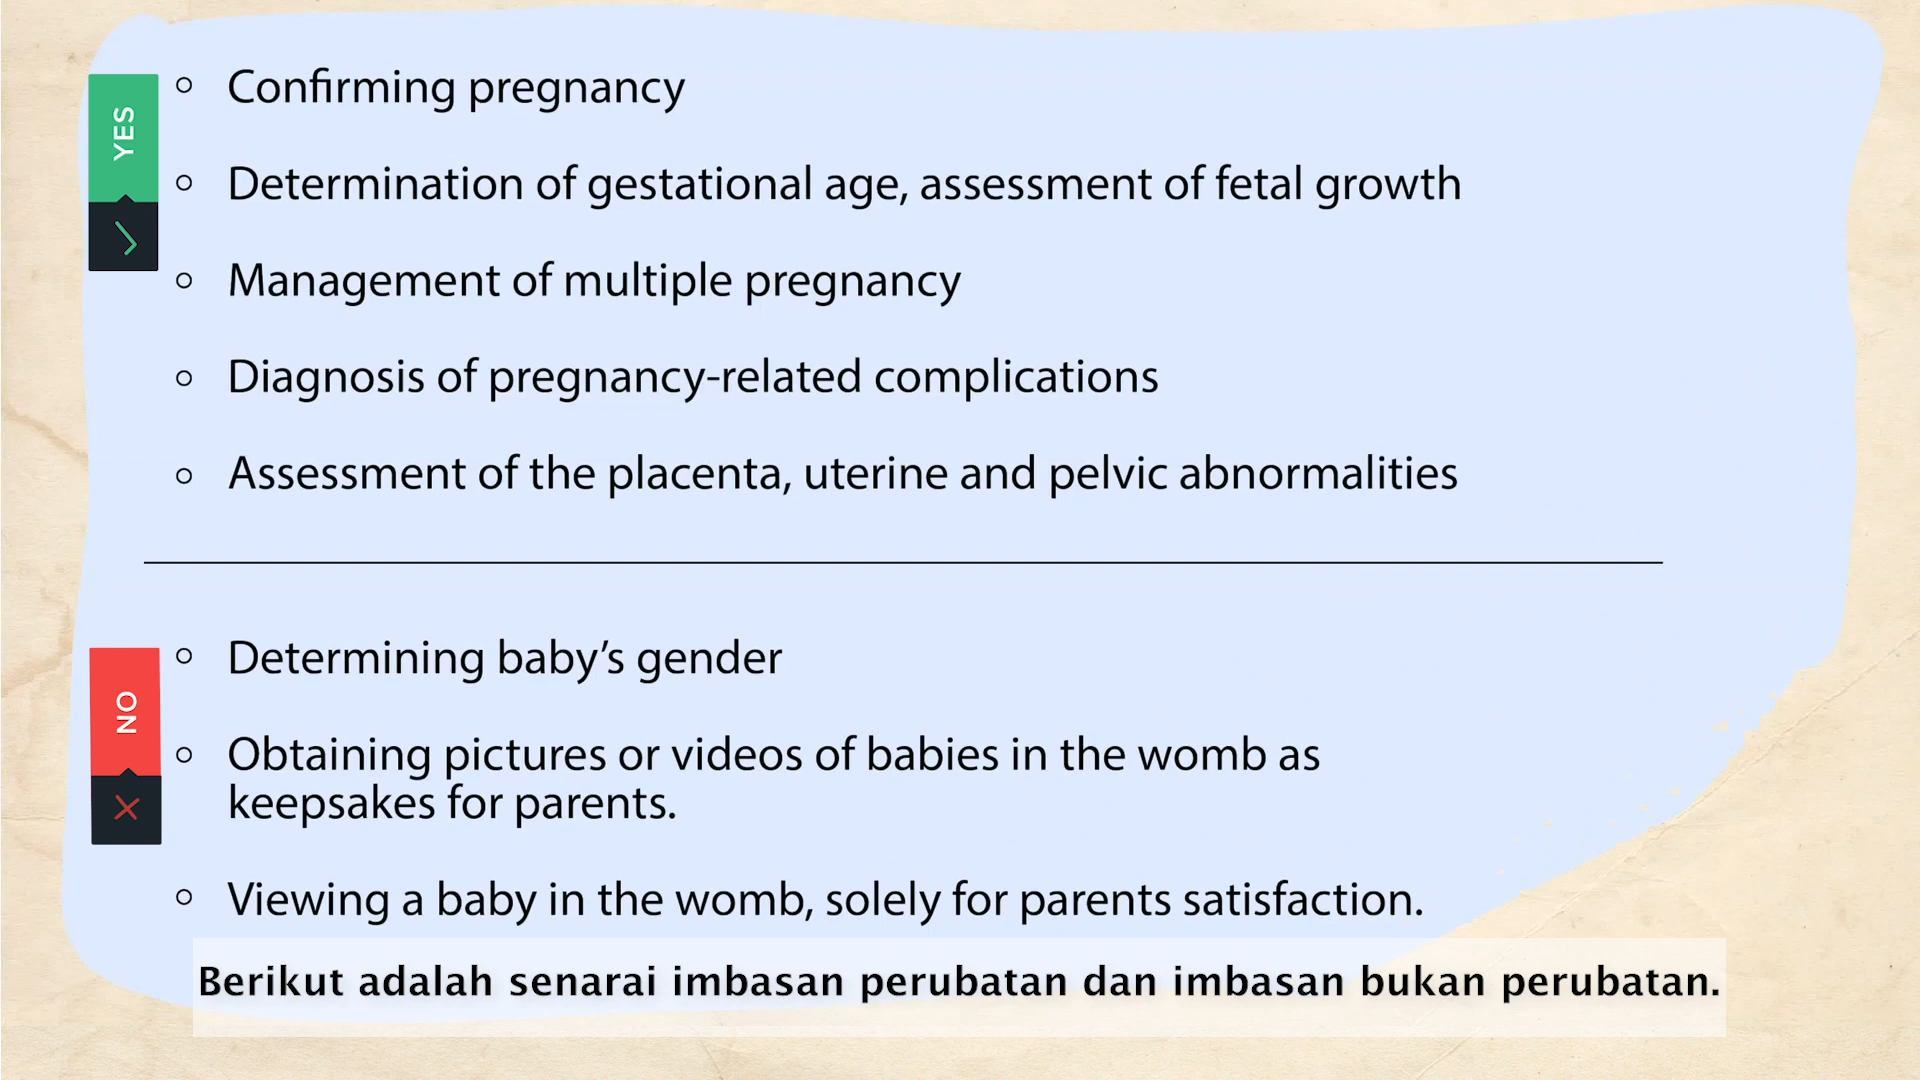 YES
Confirming pregnancy
Determination of gestational age, assessment of fetal growth
Management of multiple pregnancy
Diagnosis of pregnancy-related complications
Assessment of the placenta, uterine and pelvic abnormalities
NO
Determining baby’s gender
Obtaining pictures or videos of babies in the womb as
keepsakes for parents.
Viewing a baby in the womb, solely for parents satisfaction.
Berikut adalah senarai imbasan perubatan dan imbasan bukan perubatan.